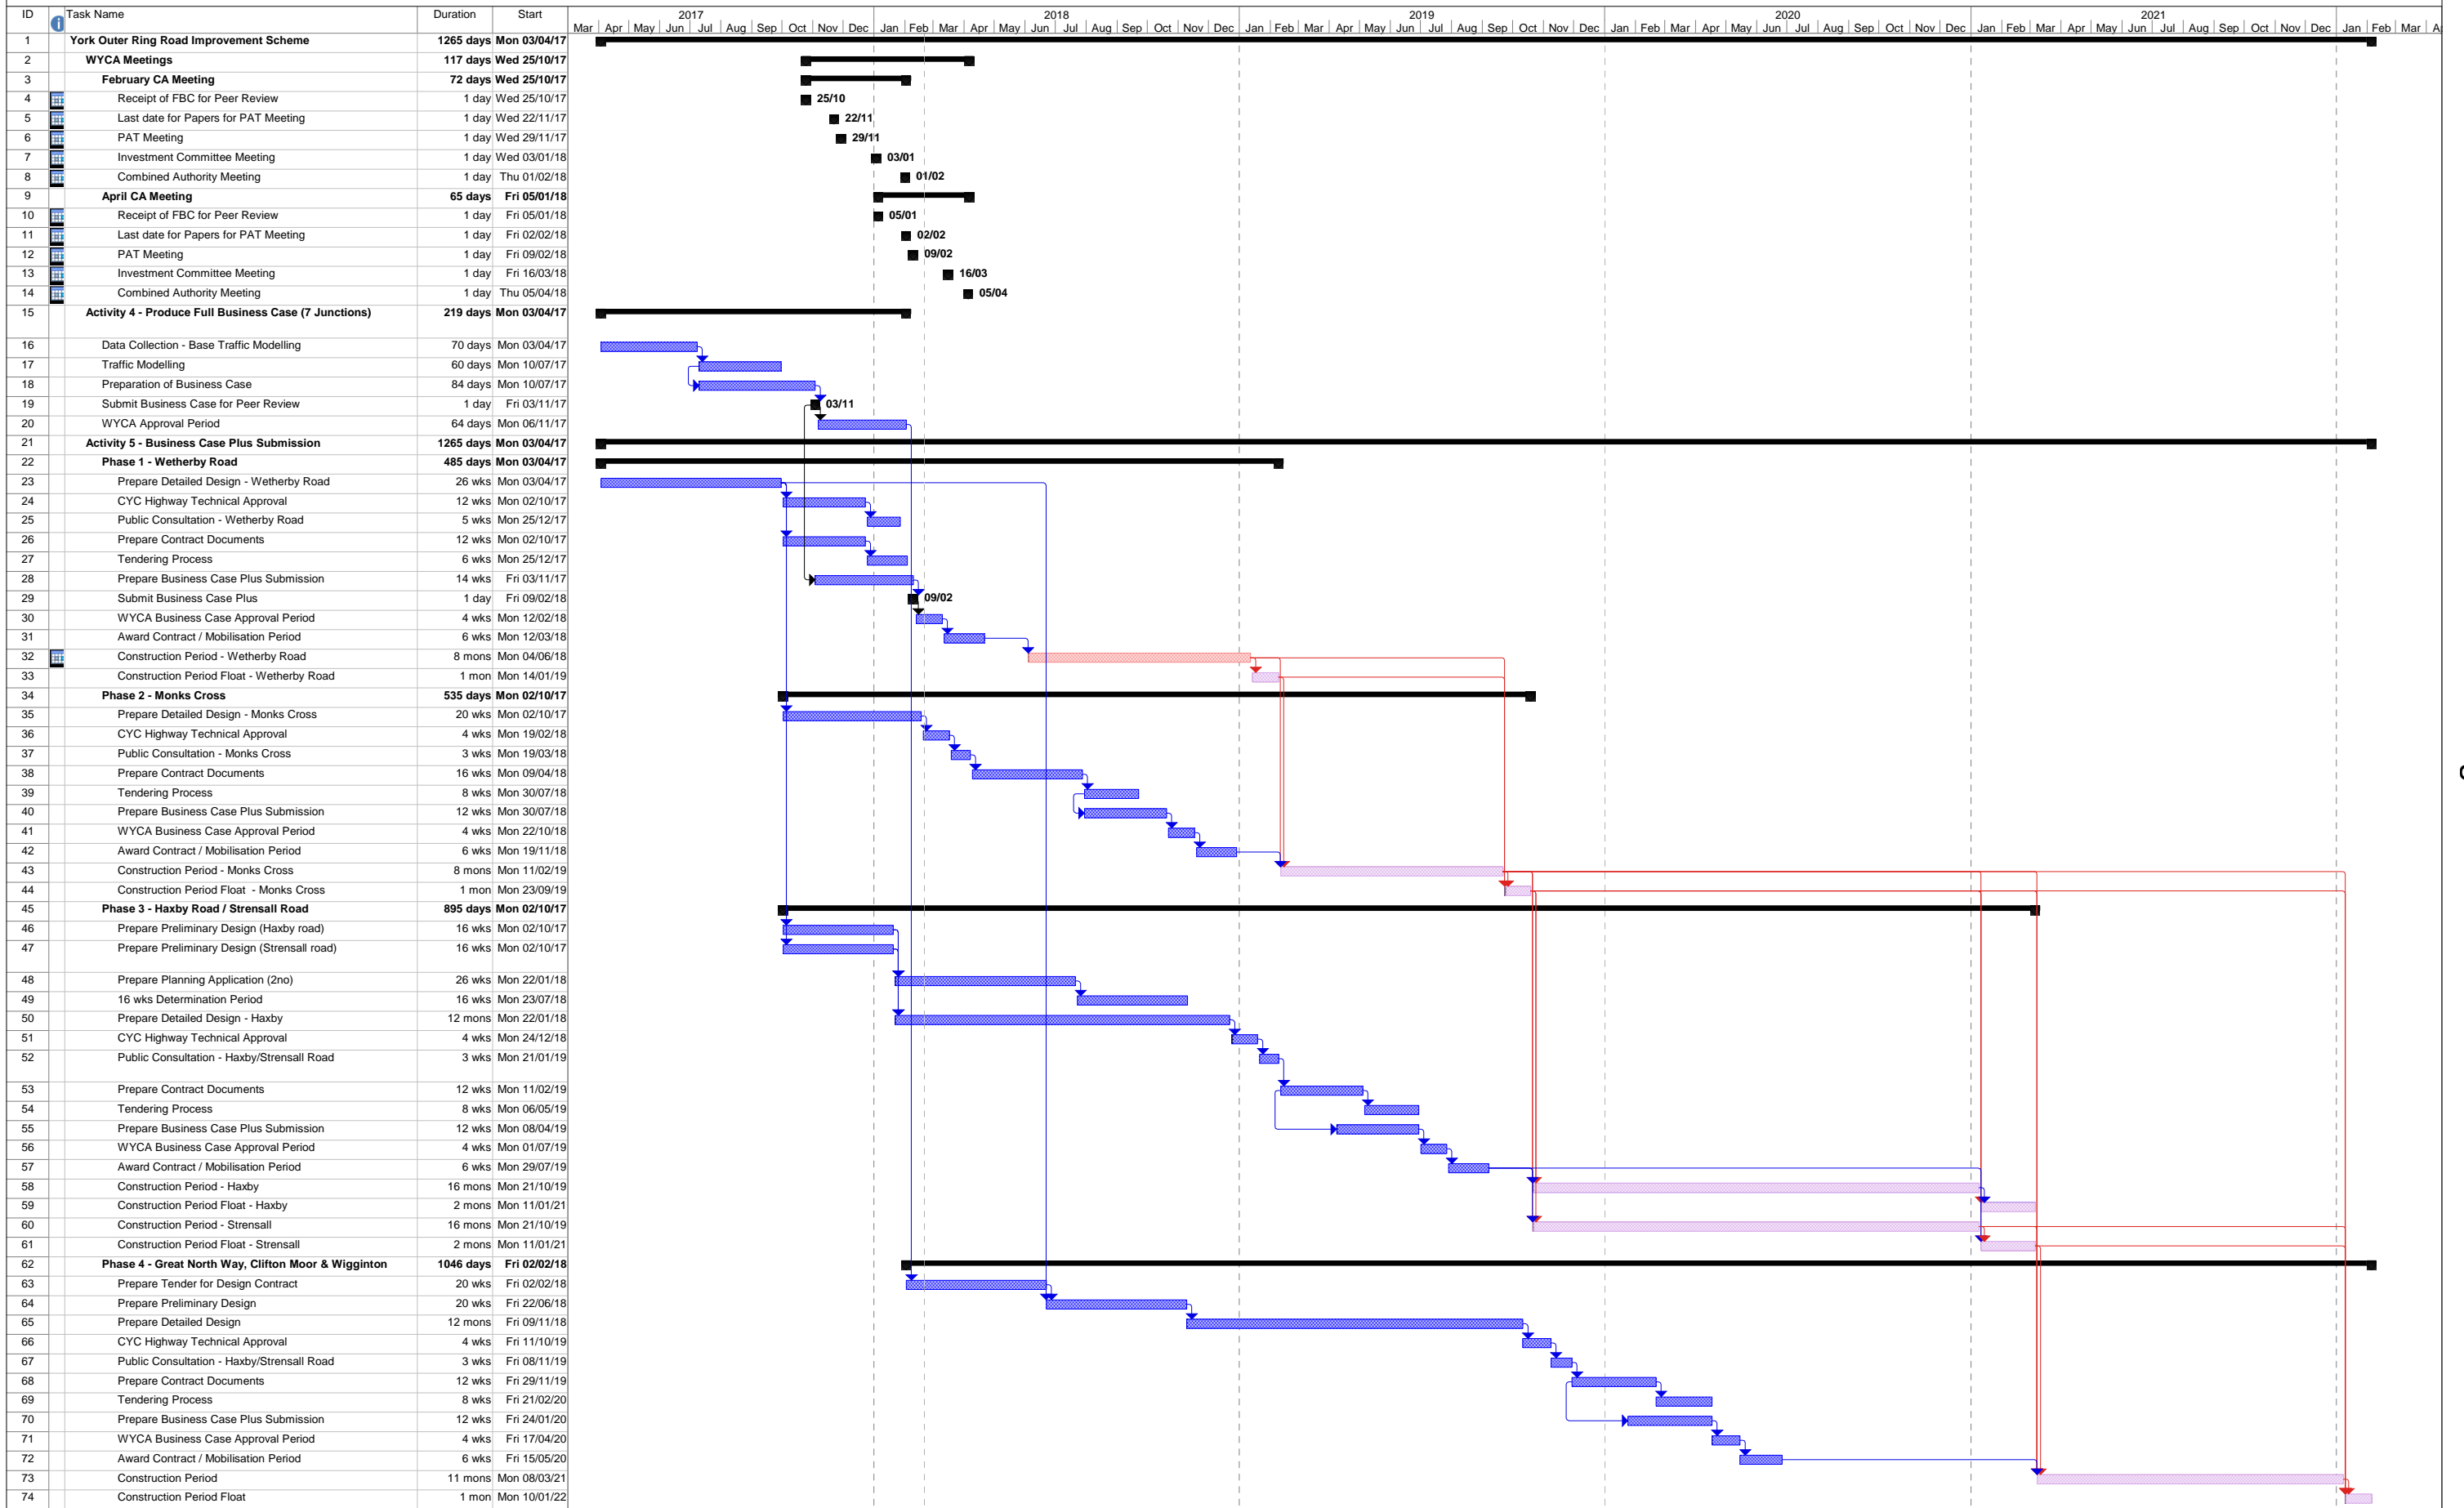 ID Task Name Duration Start 2017 2018 2019 2020 2021
Mar Apr May Jun Jul Aug Sep Oct Nov Dec Jan Feb Mar Apr May Jun Jul Aug Sep Oct Nov Dec Jan Feb Mar Apr May Jun Jul Aug Sep Oct Nov Dec Jan Feb Mar Apr May Jun Jul Aug Sep Oct Nov Dec Jan Feb Mar Apr May Jun Jul Aug Sep Oct Nov Dec Jan Feb Mar
1 York Outer Ring Road Improvement Scheme 1265 days Mon 03/04/17
2 WYCA Meetings 117 days Wed 25/10/17
3 February CA Meeting 72 days Wed 25/10/17
4 Receipt of FBC for Peer Review 1 day Wed 25/10/17 25/10
5 Last date for Papers for PAT Meeting 1 day Wed 22/11/17 22/11
6 PAT Meeting 1 day Wed 29/11/17 29/11
7 Investment Committee Meeting 1 day Wed 03/01/18 03/01
8 Combined Authority Meeting 1 day Thu 01/02/18 01/02
9 April CA Meeting 65 days Fri 05/01/18
10 Receipt of FBC for Peer Review 1 day Fri 05/01/18 05/01
11 Last date for Papers for PAT Meeting 1 day Fri 02/02/18 02/02
12 PAT Meeting 1 day Fri 09/02/18 09/02
13 Investment Committee Meeting 1 day Fri 16/03/18 16/03
14 Combined Authority Meeting 1 day Thu 05/04/18 05/04
15 Activity 4 - Produce Full Business Case (7 Junctions) 219 days Mon 03/04/17
16 Data Collection - Base Traffic Modelling 70 days Mon 03/04/17
17 Traffic Modelling 60 days Mon 10/07/17
18 Preparation of Business Case 84 days Mon 10/07/17
19 Submit Business Case for Peer Review 1 day Fri 03/11/17 03/11
20 WYCA Approval Period 64 days Mon 06/11/17
21 Activity 5 - Business Case Plus Submission 1265 days Mon 03/04/17
22 Phase 1 - Wetherby Road 485 days Mon 03/04/17
23 Prepare Detailed Design - Wetherby Road 26 wks Mon 03/04/17
24 CYC Highway Technical Approval 12 wks Mon 02/10/17
25 Public Consultation - Wetherby Road 5 wks Mon 25/12/17
26 Prepare Contract Documents 12 wks Mon 02/10/17
27 Tendering Process 6 wks Mon 25/12/17
28 Prepare Business Case Plus Submission 14 wks Fri 03/11/17
29 Submit Business Case Plus 1 day Fri 09/02/18 09/02
30 WYCA Business Case Approval Period 4 wks Mon 12/02/18
31 Award Contract / Mobilisation Period 6 wks Mon 12/03/18
32 Construction Period - Wetherby Road 8 mons Mon 04/06/18
33 Construction Period Float - Wetherby Road 1 mon Mon 14/01/19
34 Phase 2 - Monks Cross 535 days Mon 02/10/17
35 Prepare Detailed Design - Monks Cross 20 wks Mon 02/10/17
36 CYC Highway Technical Approval 4 wks Mon 19/02/18
37 Public Consultation - Monks Cross 3 wks Mon 19/03/18
38 Prepare Contract Documents 16 wks Mon 09/04/18
39 Tendering Process 8 wks Mon 30/07/18
40 Prepare Business Case Plus Submission 12 wks Mon 30/07/18
41 WYCA Business Case Approval Period 4 wks Mon 22/10/18
42 Award Contract / Mobilisation Period 6 wks Mon 19/11/18
43 Construction Period - Monks Cross 8 mons Mon 11/02/19
44 Construction Period Float - Monks Cross 1 mon Mon 23/09/19
45 Phase 3 - Haxby Road / Strensall Road 895 days Mon 02/10/17
46 Prepare Preliminary Design (Haxby road) 16 wks Mon 02/10/17
47 Prepare Preliminary Design (Strensall road) 16 wks Mon 02/10/17
48 Prepare Planning Application (2no) 26 wks Mon 22/01/18
49 16 wks Determination Period 16 wks Mon 23/07/18
50 Prepare Detailed Design - Haxby 12 mons Mon 22/01/18
51 CYC Highway Technical Approval 4 wks Mon 24/12/18
52 Public Consultation - Haxby/Strensall Road 3 wks Mon 21/01/19
53 Prepare Contract Documents 12 wks Mon 11/02/19
54 Tendering Process 8 wks Mon 06/05/19
55 Prepare Business Case Plus Submission 12 wks Mon 08/04/19
56 WYCA Business Case Approval Period 4 wks Mon 01/07/19
57 Award Contract / Mobilisation Period 6 wks Mon 29/07/19
58 Construction Period - Haxby 16 mons Mon 21/10/19
59 Construction Period Float - Haxby 2 mons Mon 11/01/21
60 Construction Period - Strensall 16 mons Mon 21/10/19
61 Construction Period Float - Strensall 2 mons Mon 11/01/21
62 Phase 4 - Great North Way, Clifton Moor & Wigginton 1046 days Fri 02/02/18
63 Prepare Tender for Design Contract 20 wks Fri 02/02/18
64 Prepare Preliminary Design 20 wks Fri 22/06/18
65 Prepare Detailed Design 12 mons Fri 09/11/18
66 CYC Highway Technical Approval 4 wks Fri 11/10/19
67 Public Consultation - Haxby/Strensall Road 3 wks Fri 08/11/19
68 Prepare Contract Documents 12 wks Fri 29/11/19
69 Tendering Process 8 wks Fri 21/02/20
70 Prepare Business Case Plus Submission 12 wks Fri 24/01/20
71 WYCA Business Case Approval Period 4 wks Fri 17/04/20
72 Award Contract / Mobilisation Period 6 wks Fri 15/05/20
73 Construction Period 11 mons Mon 08/03/21
74 Construction Period Float 1 mon Mon 10/01/22